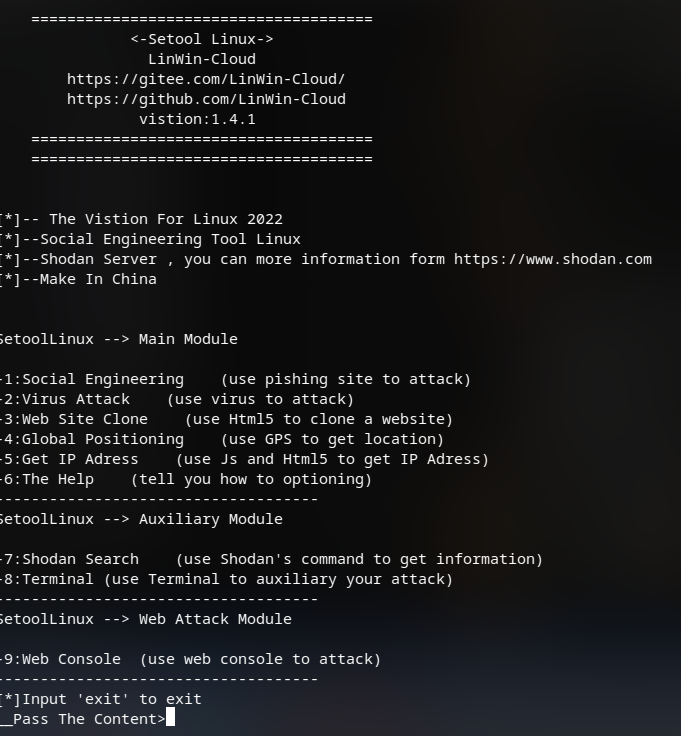 ======================================
<-Setool Linux->
LinWin-Cloud
https://gitee.com/LinWin-Cloud/
https://github.com/LinWin-Cloud
vistion:1.4.1
======================================
======================================
[*]-- The Vistion For Linux 2022
[*]--Social Engineering Tool Linux
[*]--Shodan Server , you can more information form https://www.shodan.com
[*]--Make In China
SetoolLinux --> Main Module
-1:Social Engineering    (use pishing site to attack)
-2:Virus Attack    (use virus to attack)
-3:Web Site Clone    (use Html5 to clone a website)
-4:Global Positioning    (use GPS to get location)
-5:Get IP Adress    (use Js and Html5 to get IP Adress)
-6:The Help    (tell you how to optioning)
------------------------------------
SetoolLinux --> Auxiliary Module
-7:Shodan Search    (use Shodan's command to get information)
-8:Terminal (use Terminal to auxiliary your attack)
------------------------------------
SetoolLinux --> Web Attack Module
-9:Web Console  (use web console to attack)
------------------------------------
[*]Input 'exit' to exit
__Pass The Content>